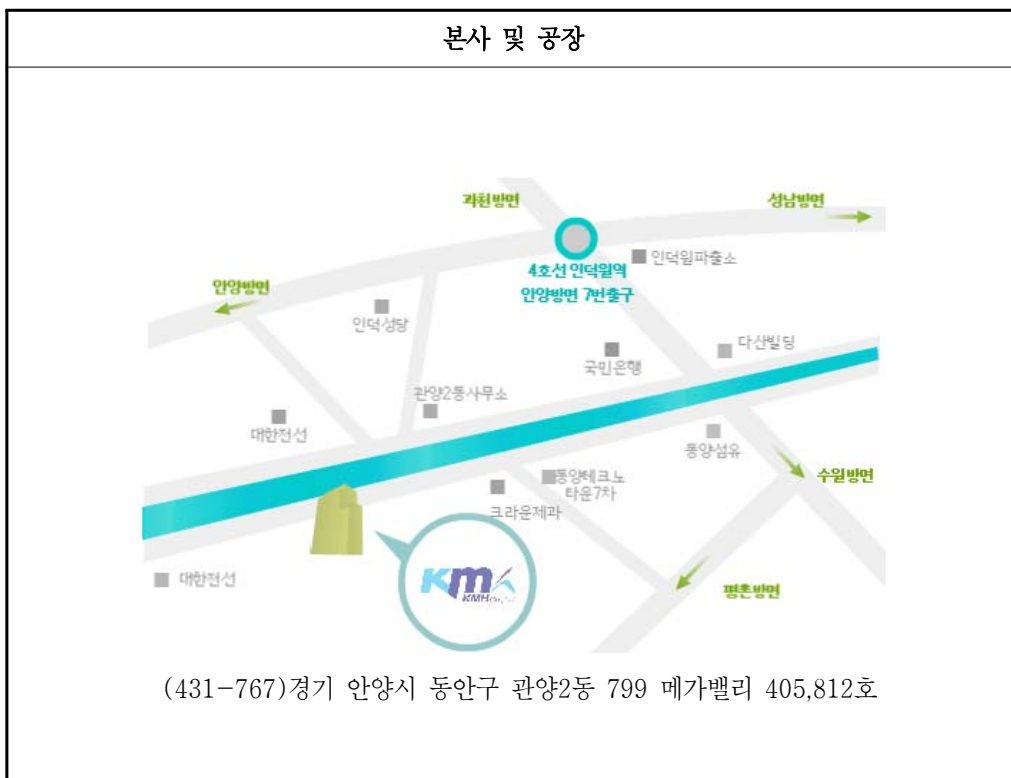 본사 및 공장
과천방면
성남방면
4호선 인덕원역
안양방면 7번출구
인덕원파출소
안양방면
인덕성당
다산빌딩
국민은행
관양2동사무소
대한전선
동양섬유
수원방면
동양테크노
타운7차
크라운제과
대한전선
KM
KMH
평촌방면
(431-767)경기 안양시 동안구 관양2동 799 메가밸리 405,812호